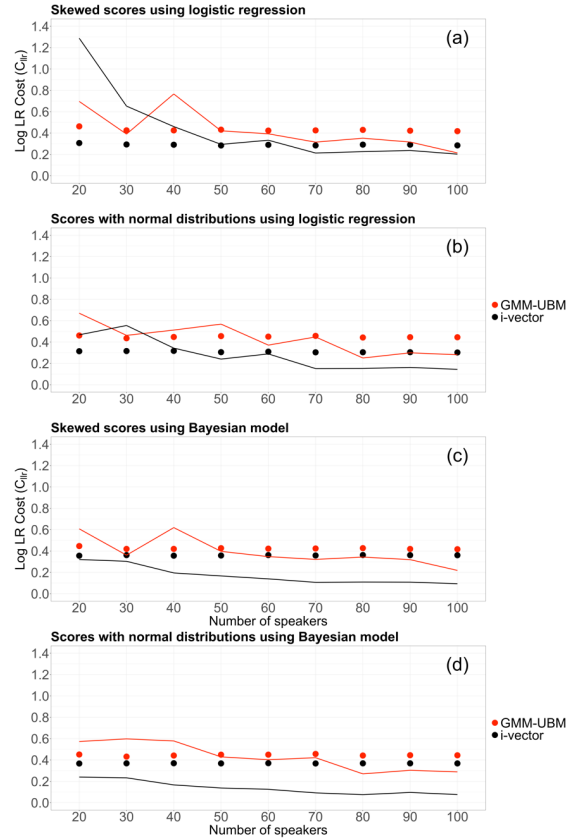 Skewed scores using logistic regression
(a)
Log LR Cost (Cllr)
1.4
1.2
1.0
0.8
0.6
0.4
0.2
0.0
20 30 40 50 60 70 80 90 100
Scores with normal distributions using logistic regression
(b)
1.4
1.2
1.0
0.8
0.6
0.4
0.2
0.0
20 30 40 50 60 70 80 90 100
GMM-UBM
i-vector
Skewed scores using Bayesian model
(c)
Log LR Cost (Cllr)
1.4
1.2
1.0
0.8
0.6
0.4
0.2
0.0
20 30 40 50 60 70 80 90 100
Number of speakers
Scores with normal distributions using Bayesian model
(d)
1.4
1.2
1.0
0.8
0.6
0.4
0.2
0.0
20 30 40 50 60 70 80 90 100
Number of speakers
GMM-UBM
i-vector